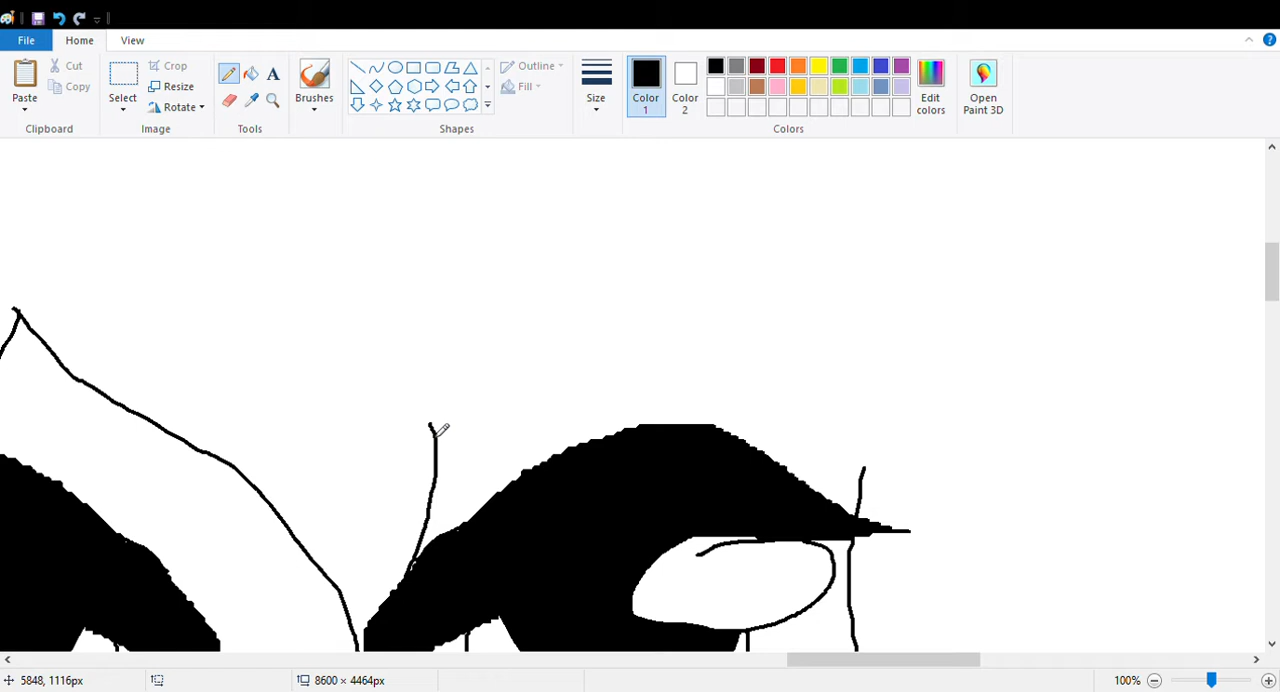 File Home View
Paste Cut Copy
Clipboard
Select Crop Resize Rotate
Image
A
Tools
Brushes
Outline Fill
Shapes
Size
Color 1
Color 2
Edit colors
Colors
Open Paint 3D
5848, 1116px
8600 × 4464px
100%